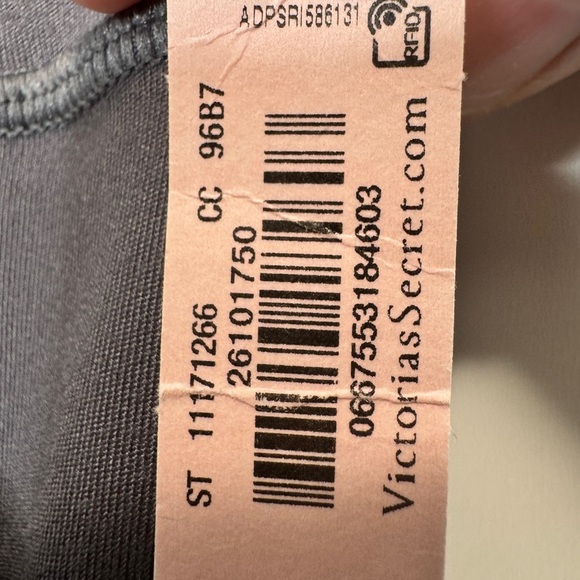 ADPSRI586131
RFID
ST 11171266 CC 96B7
26101750
0667553184603
VictoriasSecret.com